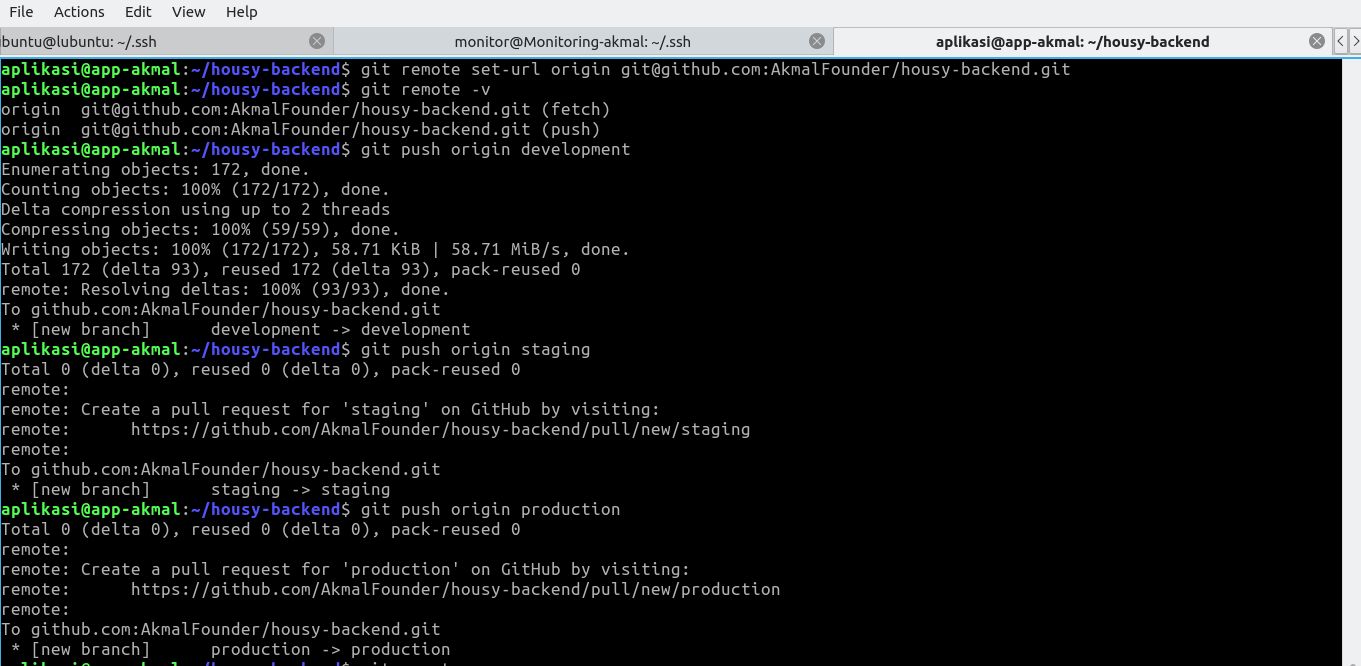 File Actions Edit View Help
buntu@lubuntu: ~/.ssh
monitor@Monitoring-akmal: ~/.ssh
aplikasi@app-akmal: ~/housy-backend
aplikasi@app-akmal:~/housy-backend$ git remote set-url origin git@github.com:AkmalFounder/housy-backend.git
aplikasi@app-akmal:~/housy-backend$ git remote -v
origin  git@github.com:AkmalFounder/housy-backend.git (fetch)
origin  git@github.com:AkmalFounder/housy-backend.git (push)
aplikasi@app-akmal:~/housy-backend$ git push origin development
Enumerating objects: 172, done.
Counting objects: 100% (172/172), done.
Delta compression using up to 2 threads
Compressing objects: 100% (59/59), done.
Writing objects: 100% (172/172), 58.71 KiB | 58.71 MiB/s, done.
Total 172 (delta 93), reused 172 (delta 93), pack-reused 0
remote: Resolving deltas: 100% (93/93), done.
To github.com:AkmalFounder/housy-backend.git
 * [new branch]      development -> development
aplikasi@app-akmal:~/housy-backend$ git push origin staging
Total 0 (delta 0), reused 0 (delta 0), pack-reused 0
remote:
remote: Create a pull request for 'staging' on GitHub by visiting:
remote:      https://github.com/AkmalFounder/housy-backend/pull/new/staging
remote:
To github.com:AkmalFounder/housy-backend.git
 * [new branch]      staging -> staging
aplikasi@app-akmal:~/housy-backend$ git push origin production
Total 0 (delta 0), reused 0 (delta 0), pack-reused 0
remote:
remote: Create a pull request for 'production' on GitHub by visiting:
remote:      https://github.com/AkmalFounder/housy-backend/pull/new/production
remote:
To github.com:AkmalFounder/housy-backend.git
 * [new branch]      production -> production